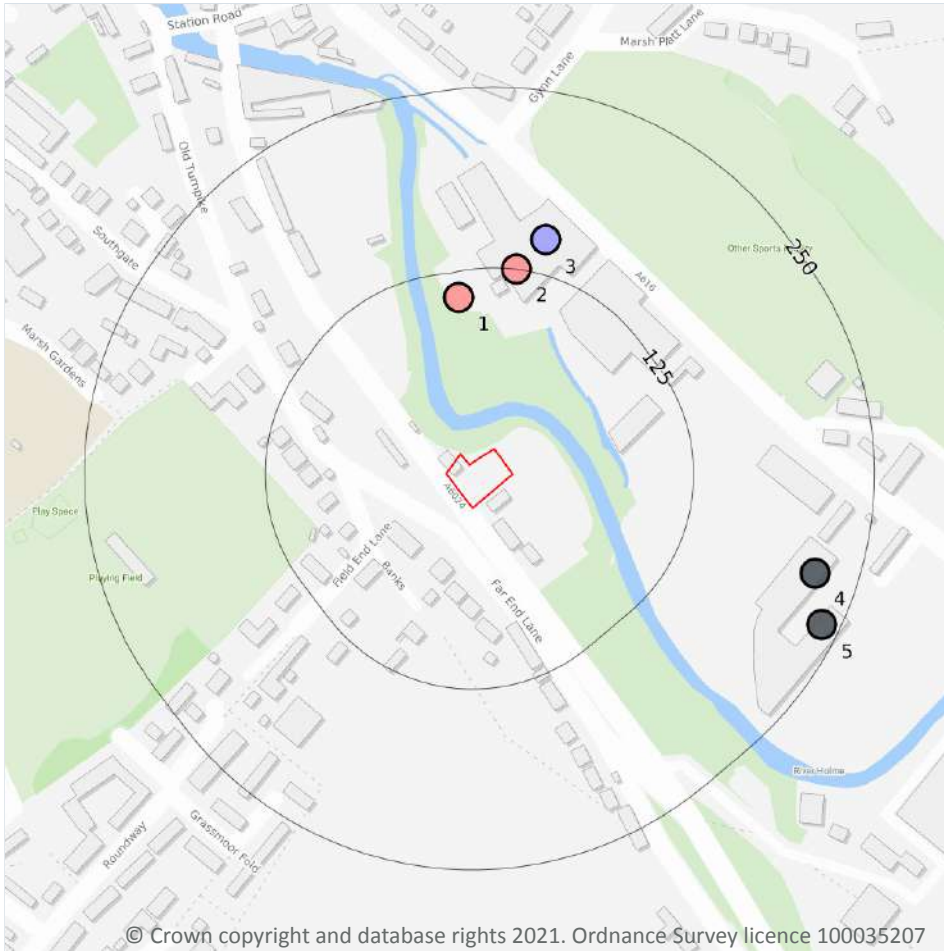 Station Road
Marsh Platt Lane
Gynn Lane
Old Turnpike
Southgate
Marsh Gardens
A616
250
3
2
1
125
A6024
Play Space
Playing Field
Field End Lane
Banks
Far End Lane
4
5
River Holme
Roundway
Grassmoor Fold
Other Sports
© Crown copyright and database rights 2021. Ordnance Survey licence 100035207